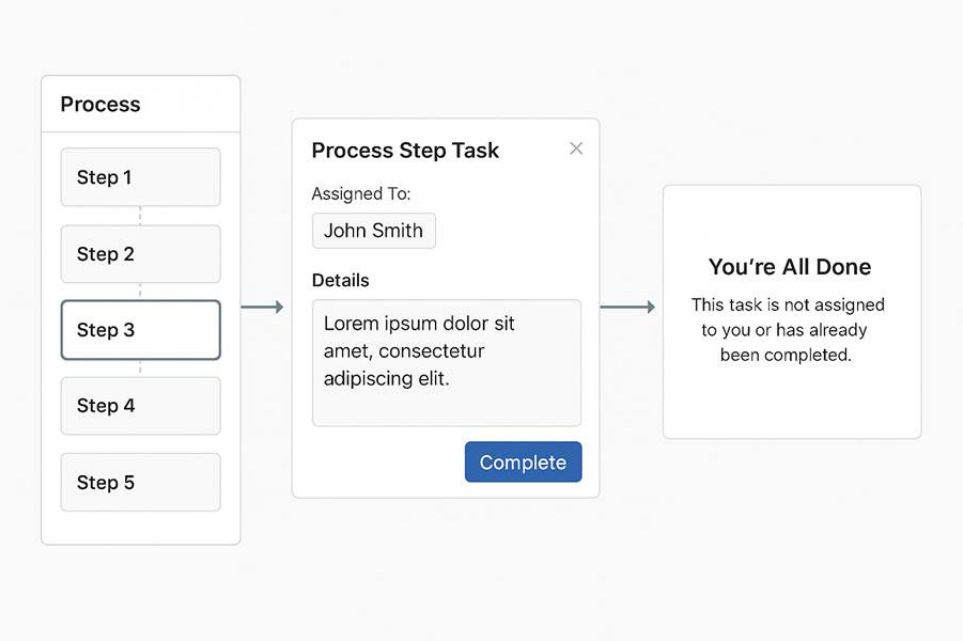 Process
Step 1
Step 2
Step 3
Step 4
Step 5
Process Step Task
Assigned To:
John Smith
Details
Lorem ipsum dolor sit
amet, consectetur
adipiscing elit.
Complete
You’re All Done
This task is not assigned
to you or has already
been completed.